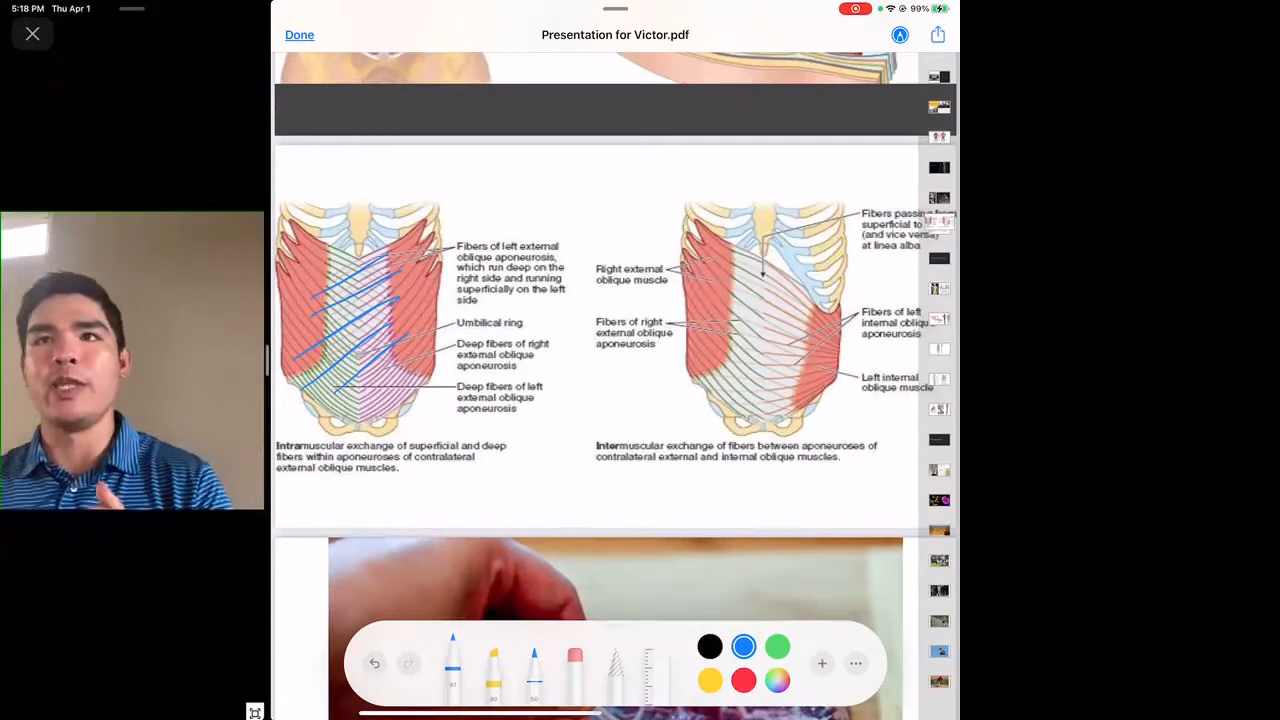 5:18 PM Thu Apr 1
99%
Done
Presentation for Victor.pdf
Fibers of left external
oblique aponeurosis,
which run deep on the
right side and running
superficially on the left
side
Umbilical ring
Deep fibers of right
external oblique
aponeurosis
Deep fibers of left
external oblique
aponeurosis
Intramuscular exchange of superficial and deep
fibers within aponeuroses of contralateral
external oblique muscles.
Fibers passing from
superficial to
(and vice versa)
at linea alba
Right external
oblique muscle
Fibers of right
external oblique
aponeurosis
Fibers of left
internal oblique
aponeurosis
Left internal
oblique muscle
Intermuscular exchange of fibers between aponeuroses of
contralateral external and internal oblique muscles.
97